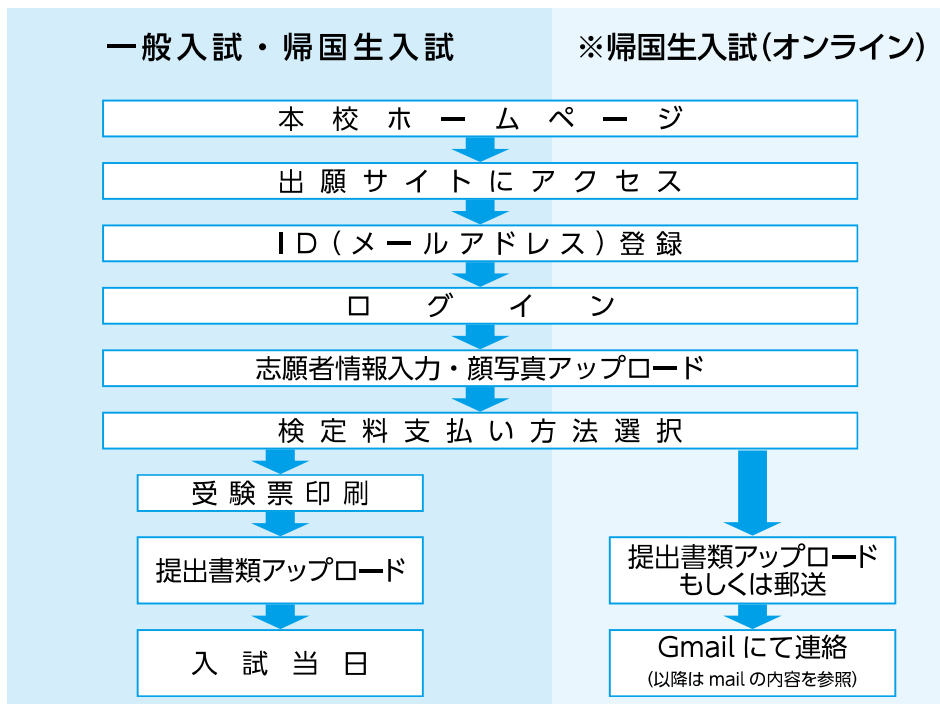 一般入試・帰国生入試
※帰国生入試(オンライン)
本校ホームページ
出願サイトにアクセス
ID(メールアドレス)登録
ログイン
志願者情報入力・顔写真アップロード
検定料支払い方法選択
受験票印刷
提出書類アップロード
入試当日
提出書類アップロード
もしくは郵送
Gmailにて連絡
(以降はmailの内容を参照)